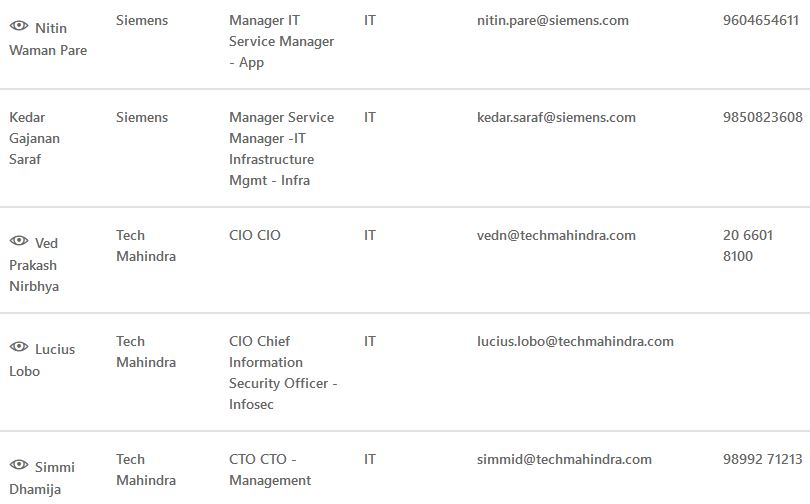 Nitin Waman Pare Siemens Manager IT Service Manager - App IT nitin.pare@siemens.com 9604654611
Kedar Gajanan Saraf Siemens Manager Service Manager -IT Infrastructure Mgmt - Infra IT kedar.saraf@siemens.com 9850823608
Ved Prakash Nirbhya Tech Mahindra CIO CIO IT vedn@techmahindra.com 20 6601 8100
Lucius Lobo Tech Mahindra CIO Chief Information Security Officer - Infosec IT lucius.lobo@techmahindra.com
Simmi Dhamija Tech Mahindra CTO CTO - Management IT simmid@techmahindra.com 98992 71213